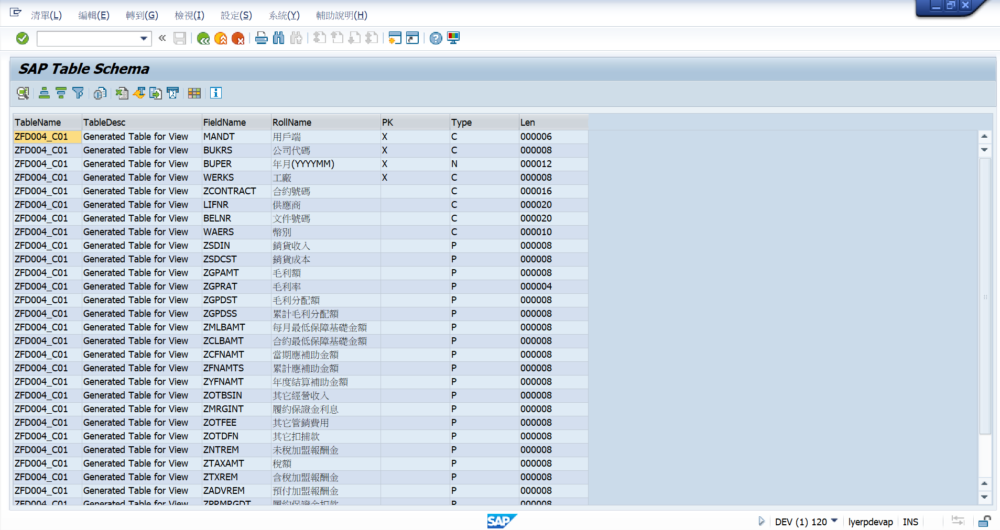 清單(L) 編輯(E) 轉到(G) 檢視(I) 設定(S) 系統(Y) 輔助說明(H)
SAP Table Schema
TableName TableDesc FieldName RollName PK Type Len
ZFD004_C01 Generated Table for View MANDT 用戶端 X C 000006
ZFD004_C01 Generated Table for View BUKRS 公司代碼 X C 000008
ZFD004_C01 Generated Table for View BUPER 年月(YYYYMM) X N 000012
ZFD004_C01 Generated Table for View WERKS 工廠 X C 000008
ZFD004_C01 Generated Table for View ZCONTRACT 合約號碼 C 000016
ZFD004_C01 Generated Table for View LIFNR 供應商 C 000020
ZFD004_C01 Generated Table for View BELNR 文件號碼 C 000020
ZFD004_C01 Generated Table for View WAERS 幣別 C 000010
ZFD004_C01 Generated Table for View ZSDIN 銷貨收入 P 000008
ZFD004_C01 Generated Table for View ZSDCST 銷貨成本 P 000008
ZFD004_C01 Generated Table for View ZGPAMT 毛利額 P 000008
ZFD004_C01 Generated Table for View ZGPRAT 毛利率 P 000004
ZFD004_C01 Generated Table for View ZGPDST 毛利分配額 P 000008
ZFD004_C01 Generated Table for View ZGPDSS 累計毛利分配額 P 000008
ZFD004_C01 Generated Table for View ZMLBAMT 每月最低保障基礎金額 P 000008
ZFD004_C01 Generated Table for View ZCLBAMT 合約最低保障基礎金額 P 000008
ZFD004_C01 Generated Table for View ZCFNAMT 當期應補助金額 P 000008
ZFD004_C01 Generated Table for View ZFNAMTS 累計應補助金額 P 000008
ZFD004_C01 Generated Table for View ZYFNAMT 年度結算補助金額 P 000008
ZFD004_C01 Generated Table for View ZOTBSIN 其它經營收入 P 000008
ZFD004_C01 Generated Table for View ZMRGINT 履約保證金利息 P 000008
ZFD004_C01 Generated Table for View ZOTFEE 其它管銷費用 P 000008
ZFD004_C01 Generated Table for View ZOTDFN 其它扣捕款 P 000008
ZFD004_C01 Generated Table for View ZNTREM 未稅加盟報酬金 P 000008
ZFD004_C01 Generated Table for View ZTAXAMT 稅額 P 000008
ZFD004_C01 Generated Table for View ZTXREM 含稅加盟報酬金 P 000008
ZFD004_C01 Generated Table for View ZADVREM 預付加盟報酬金 P 000008
ZFD004_C01 Generated Table for View ZPRMRGDT 履約保證金扣款 P 000008
SAP DEV (1) 120 lyerpdevap INS